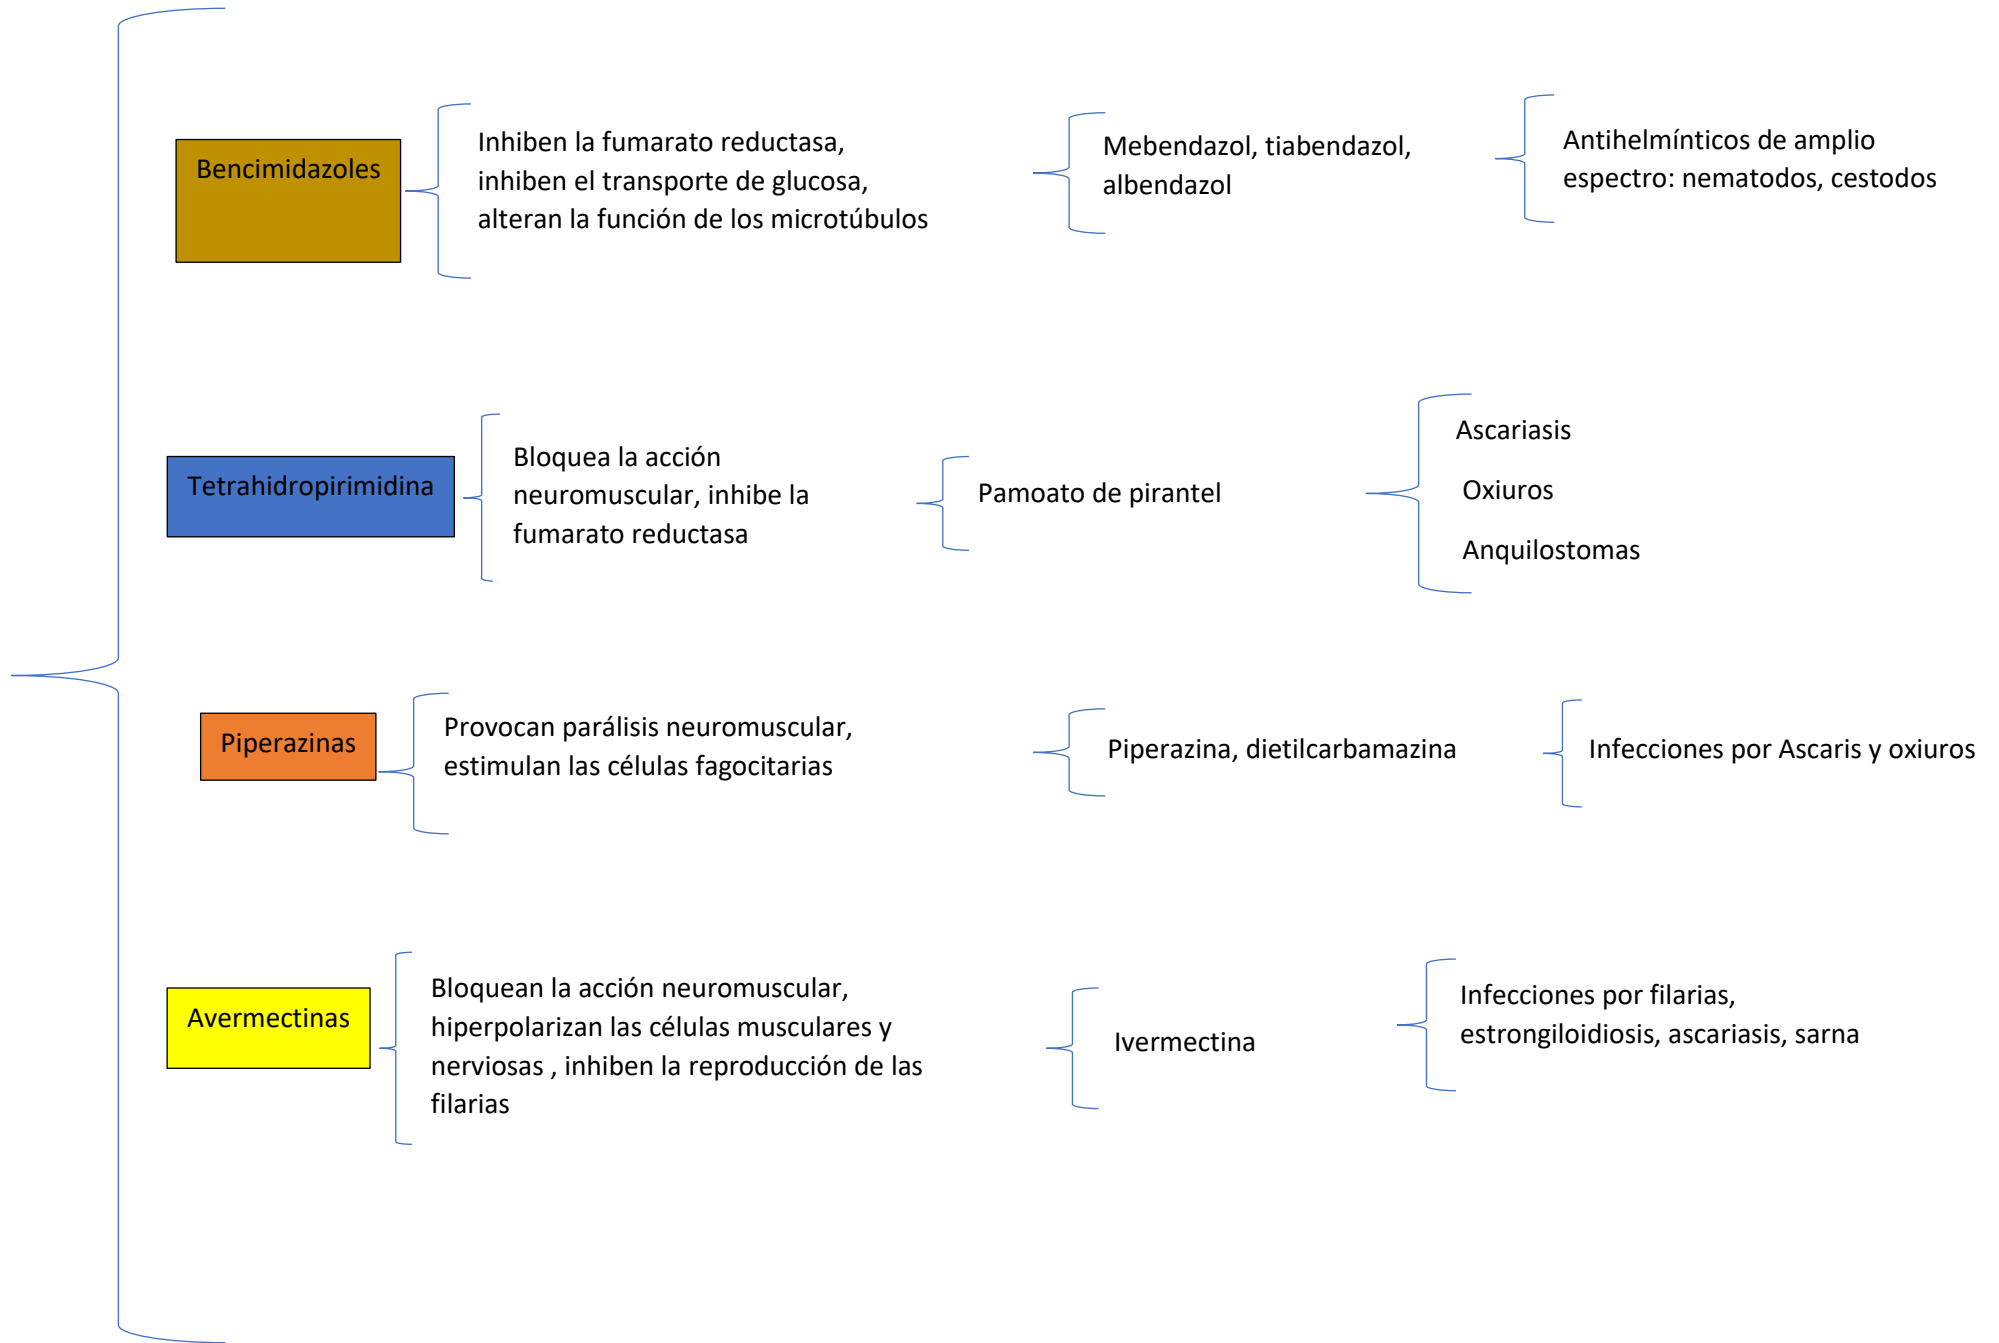 Bencimidazoles
Inhiben la fumarato reductasa,
inhiben el transporte de glucosa,
alteran la función de los microtúbulos
Mebendazol, tiabendazol,
albendazol
Antihelmínticos de amplio
espectro: nematodos, cestodos
Tetrahidropirimidina
Bloquea la acción
neuromuscular, inhibe la
fumarato reductasa
Pamoato de pirantel
Ascariasis
Oxiuros
Anquilostomas
Piperazinas
Provocan parálisis neuromuscular,
estimulan las células fagocitarias
Piperazina, dietilcarbamazina
Infecciones por Ascaris y oxiuros
Avermectinas
Bloquean la acción neuromuscular,
hiperpolarizan las células musculares y
nerviosas , inhiben la reproducción de las
filarias
Ivermectina
Infecciones por filarias,
estrongiloidiosis, ascariasis, sarna